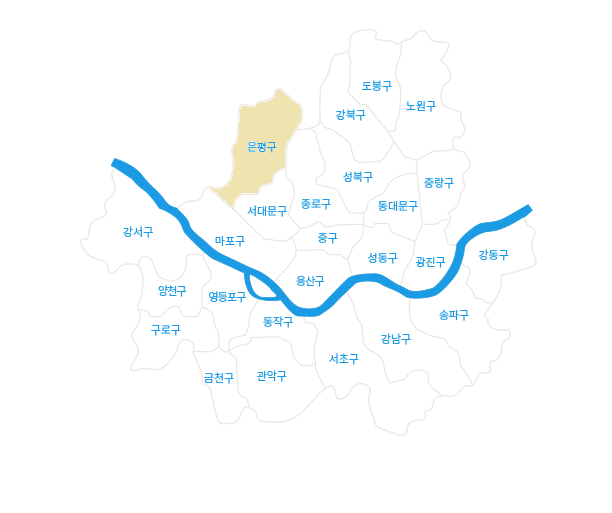 도봉구
노원구
강북구
은평구
성북구
중랑구
종로구
동대문구
서대문구
강서구
마포구
중구
강동구
성동구
광진구
용산구
양천구
영등포구
송파구
동작구
구로구
강남구
서초구
금천구
관악구